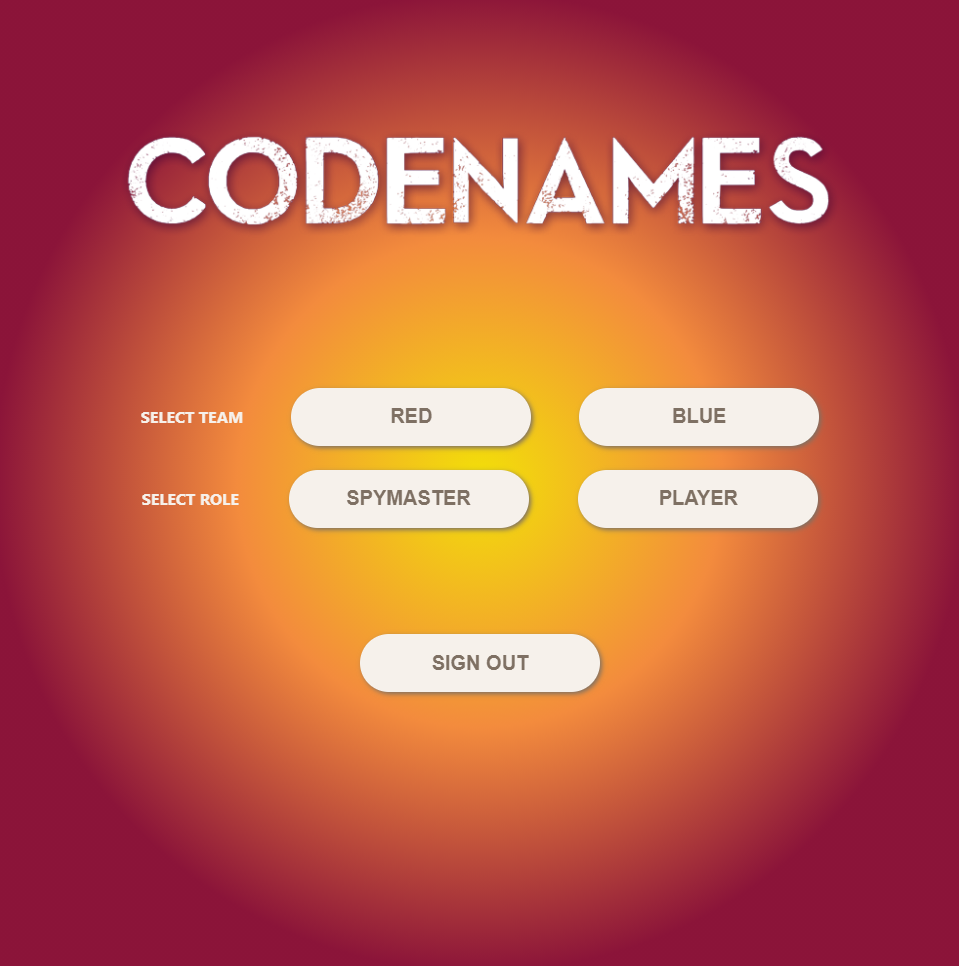 CODENAMES
SELECT TEAM RED BLUE
SELECT ROLE SPYMASTER PLAYER
SIGN OUT